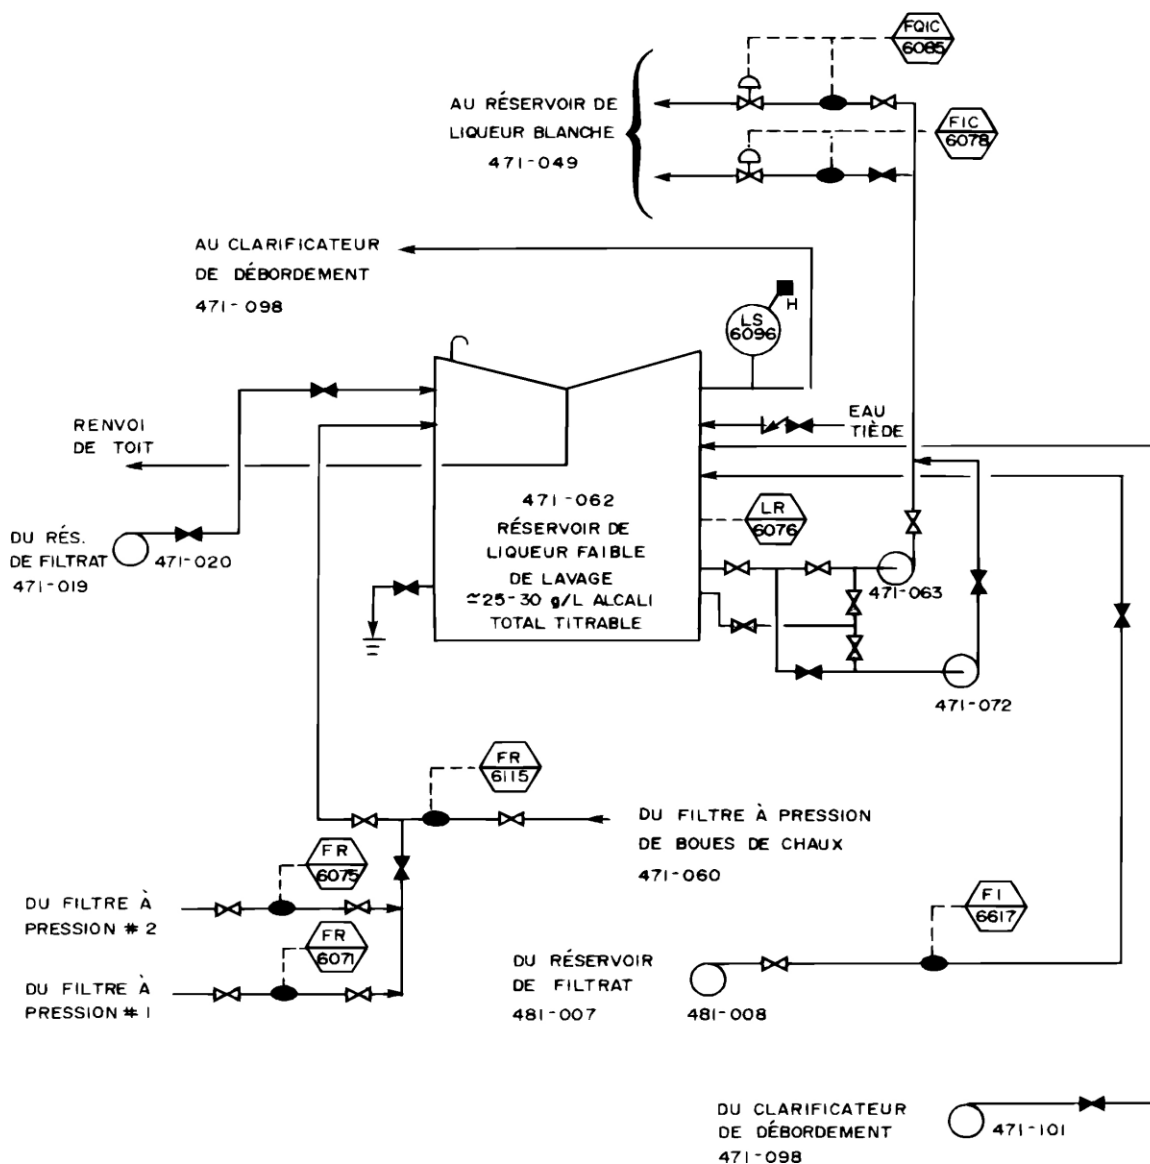 FQIC
6085
AU RÉSERVOIR DE
LIQUEUR BLANCHE
471-049
FIC
6078
AU CLARIFICATEUR
DE DÉBORDEMENT
471-098
LS
6096
H
RENVOI
DE TOIT
EAU
TIÈDE
471-062
RÉSERVOIR DE
LIQUEUR FAIBLE
DE LAVAGE
≃25-30 g/L ALCALI
TOTAL TITRABLE
LR
6076
DU RÉS.
DE FILTRAT
471-019
471-020
471-063
471-072
FR
6115
DU FILTRE À PRESSION
DE BOUES DE CHAUX
471-060
FR
6075
DU FILTRE À
PRESSION # 2
FR
6071
DU FILTRE À
PRESSION # 1
FI
6617
DU RÉSERVOIR
DE FILTRAT
481-007
481-008
DU CLARIFICATEUR
DE DÉBORDEMENT
471-098
471-101